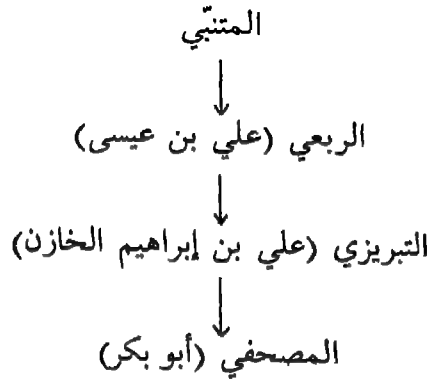 المتنبّي
الربعي (علي بن عيسى)
التبريزي (علي بن إبراهيم الخازن)
المصحفي (أبو بكر)